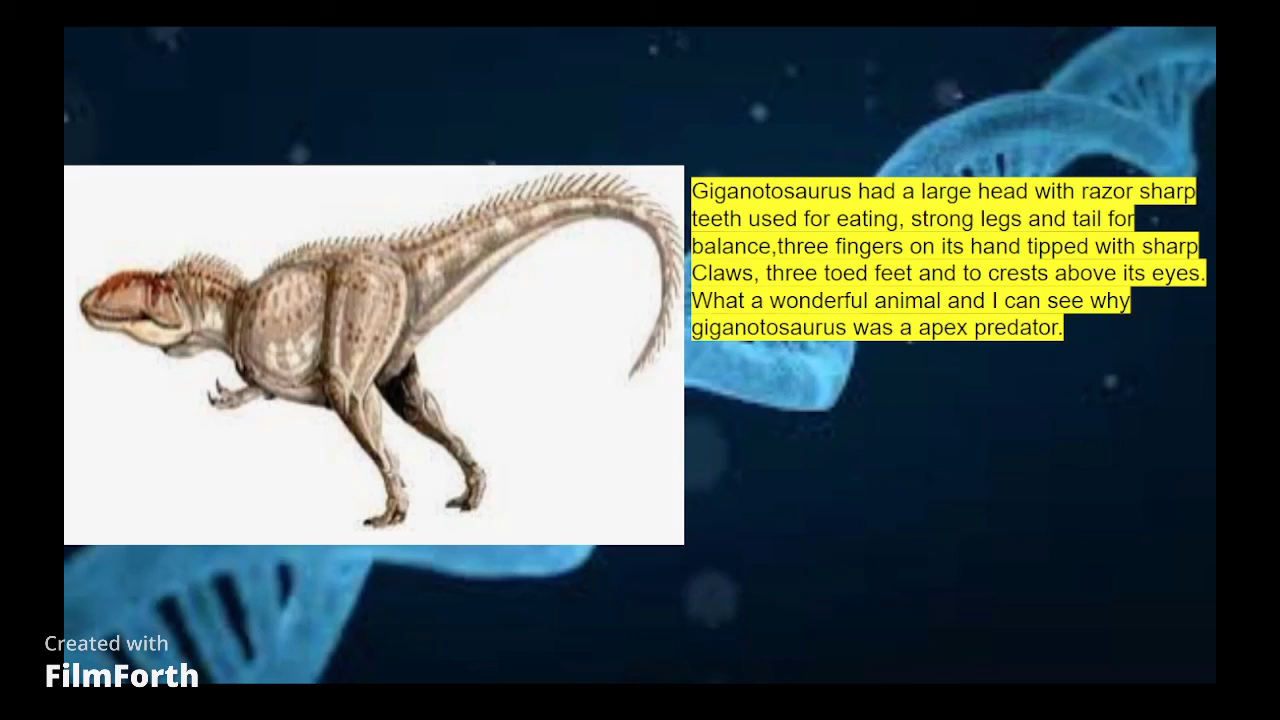 Giganotosaurus had a large head with razor sharp
teeth used for eating, strong legs and tail for
balance,three fingers on its hand tipped with sharp
Claws, three toed feet and to crests above its eyes.
What a wonderful animal and I can see why
giganotosaurus was a apex predator.
Created with
FilmForth